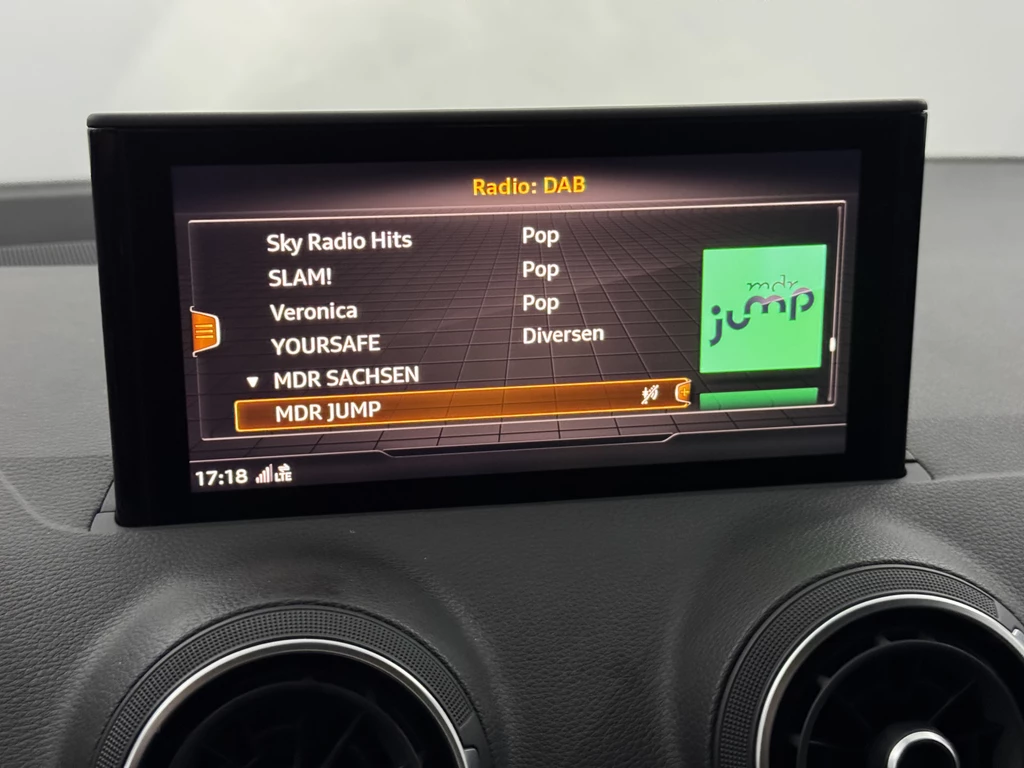 Radio: DAB
Sky Radio Hits Pop
SLAM! Pop
Veronica Pop
YOURSAFE Diversen
MDR SACHSEN
MDR JUMP
mdr
jump
17:18 LTE